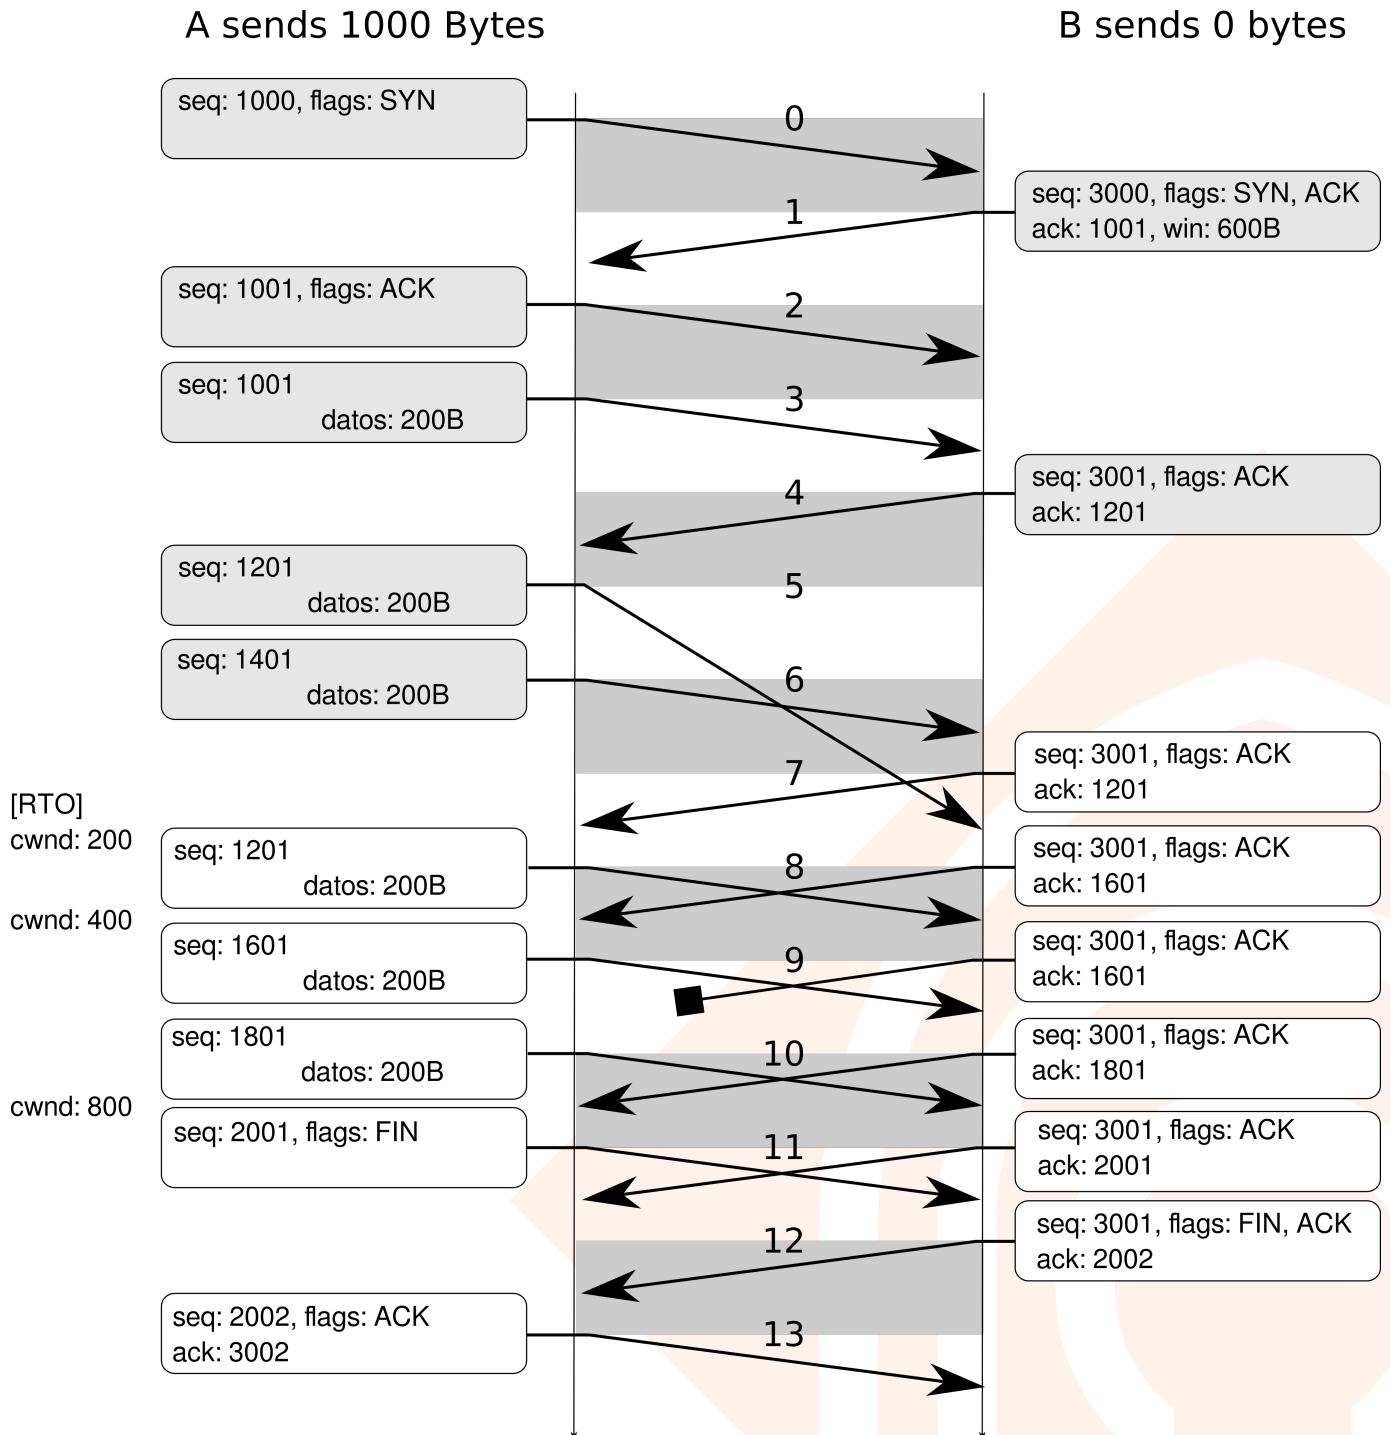 A sends 1000 Bytes
B sends 0 bytes
seq: 1000, flags: SYN
0
1
seq: 3000, flags: SYN, ACK
ack: 1001, win: 600B
seq: 1001, flags: ACK
2
seq: 1001
datos: 200B
3
4
seq: 3001, flags: ACK
ack: 1201
seq: 1201
datos: 200B
5
seq: 1401
datos: 200B
6
7
seq: 3001, flags: ACK
ack: 1201
[RTO]
cwnd: 200
seq: 1201
datos: 200B
8
seq: 3001, flags: ACK
ack: 1601
cwnd: 400
seq: 1601
datos: 200B
9
seq: 3001, flags: ACK
ack: 1601
seq: 1801
datos: 200B
10
seq: 3001, flags: ACK
ack: 1801
cwnd: 800
seq: 2001, flags: FIN
11
seq: 3001, flags: ACK
ack: 2001
12
seq: 3001, flags: FIN, ACK
ack: 2002
seq: 2002, flags: ACK
ack: 3002
13